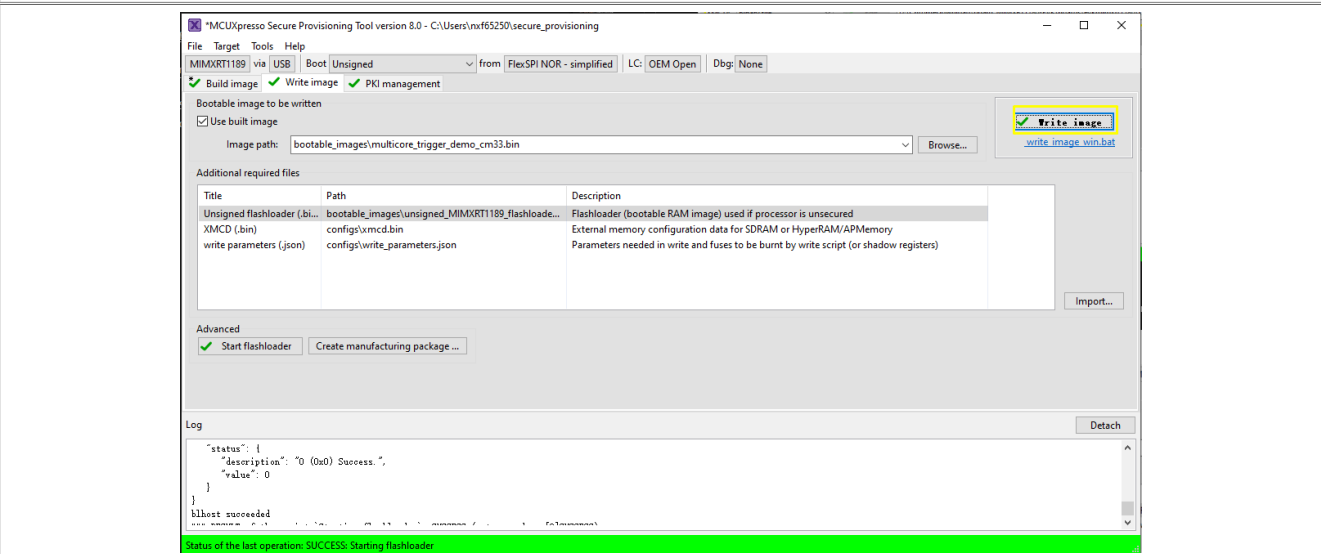 *MCUXpresso Secure Provisioning Tool version 8.0 - C:\Users\nxf65250\secure_provisioning
File Target Tools Help
MIMXRT1189 via USB Boot Unsigned from FlexSPI NOR - simplified LC: OEM Open Dbg: None
Build image Write image PKI management
Bootable image to be written
Use built image
Write image
Image path: bootable_images\multicore_trigger_demo_cm33.bin Browse...
write image win.bat
Additional required files
Title Path Description
Unsigned flashloader (.bi... bootable_images\unsigned_MIMXRT1189_flashloade... Flashloader (bootable RAM image) used if processor is unsecured
XMCD (.bin) configs\xmcd.bin External memory configuration data for SDRAM or HyperRAM/APMemory
write parameters (.json) configs\write_parameters.json Parameters needed in write and fuses to be burnt by write script (or shadow registers)
Import...
Advanced
Start flashloader Create manufacturing package ...
Log Detach
"status": {
"description": "0 (0x0) Success.",
"value": 0
}
}
blhost succeeded
Status of the last operation: SUCCESS: Starting flashloader